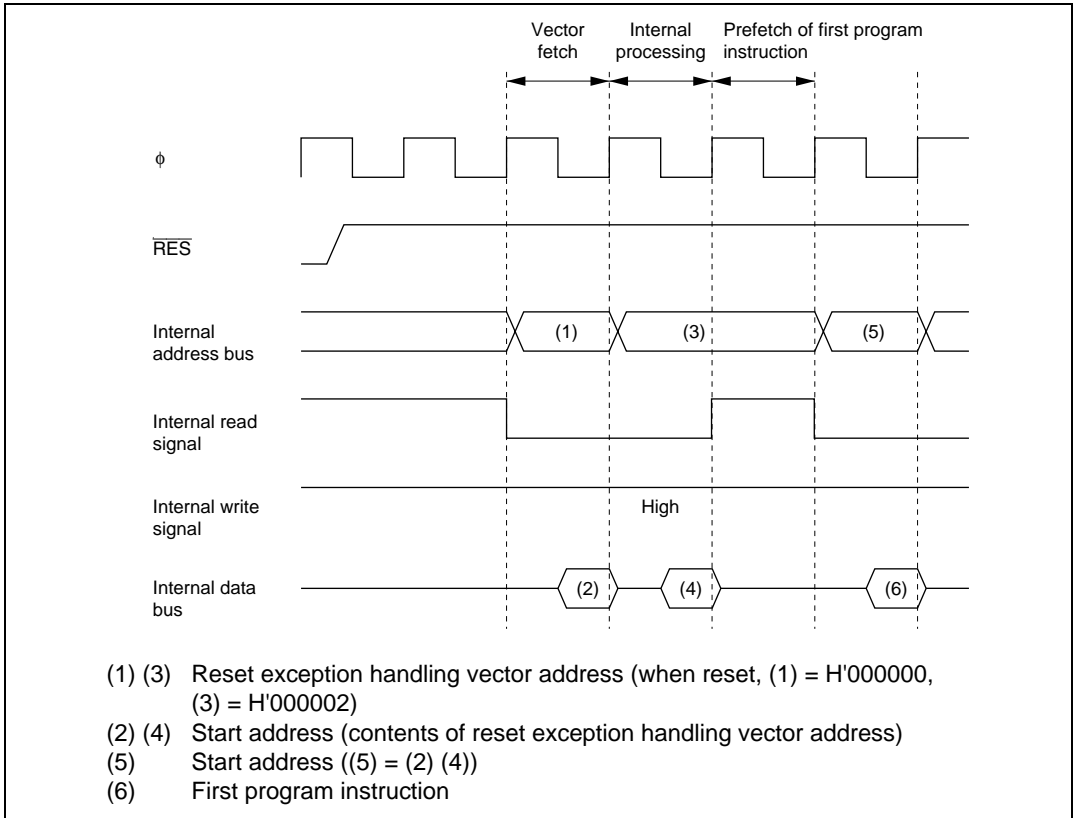 Vector fetch
Internal processing
Prefetch of first program instruction
ϕ
RES
Internal address bus
(1)
(3)
(5)
Internal read signal
Internal write signal
High
Internal data bus
(2)
(4)
(6)
(1) (3) Reset exception handling vector address (when reset, (1) = H'000000,
(3) = H'000002)
(2) (4) Start address (contents of reset exception handling vector address)
(5) Start address ((5) = (2) (4))
(6) First program instruction